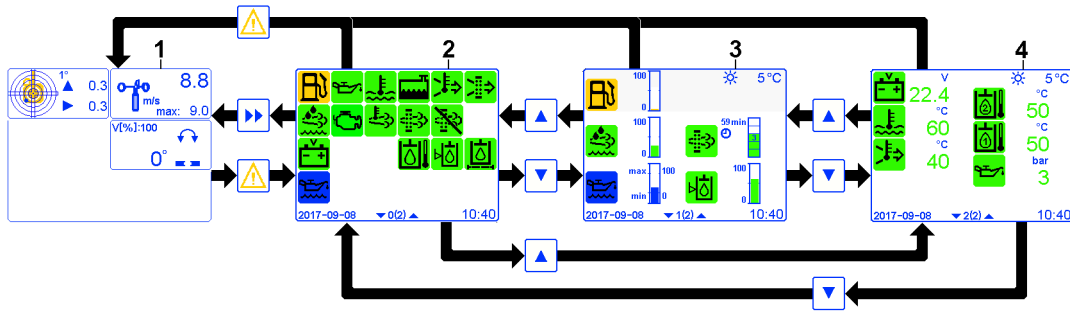 1
2
3
4
1°
0.3
0.3
8.8
m/s
max: 9.0
V[%]:100
0°
V
- +
2017-09-08 ▼0(2)▲ 10:40
100
0
5°C
100
0
59 min
3
max 100
min 0
100
0
2017-09-08 ▼1(2)▲ 10:40
V
- +
V
22.4
5°C
°C
60
2
°C
50
°C
40
1
°C
50
bar
3
2017-09-08 ▼2(2)▲ 10:40